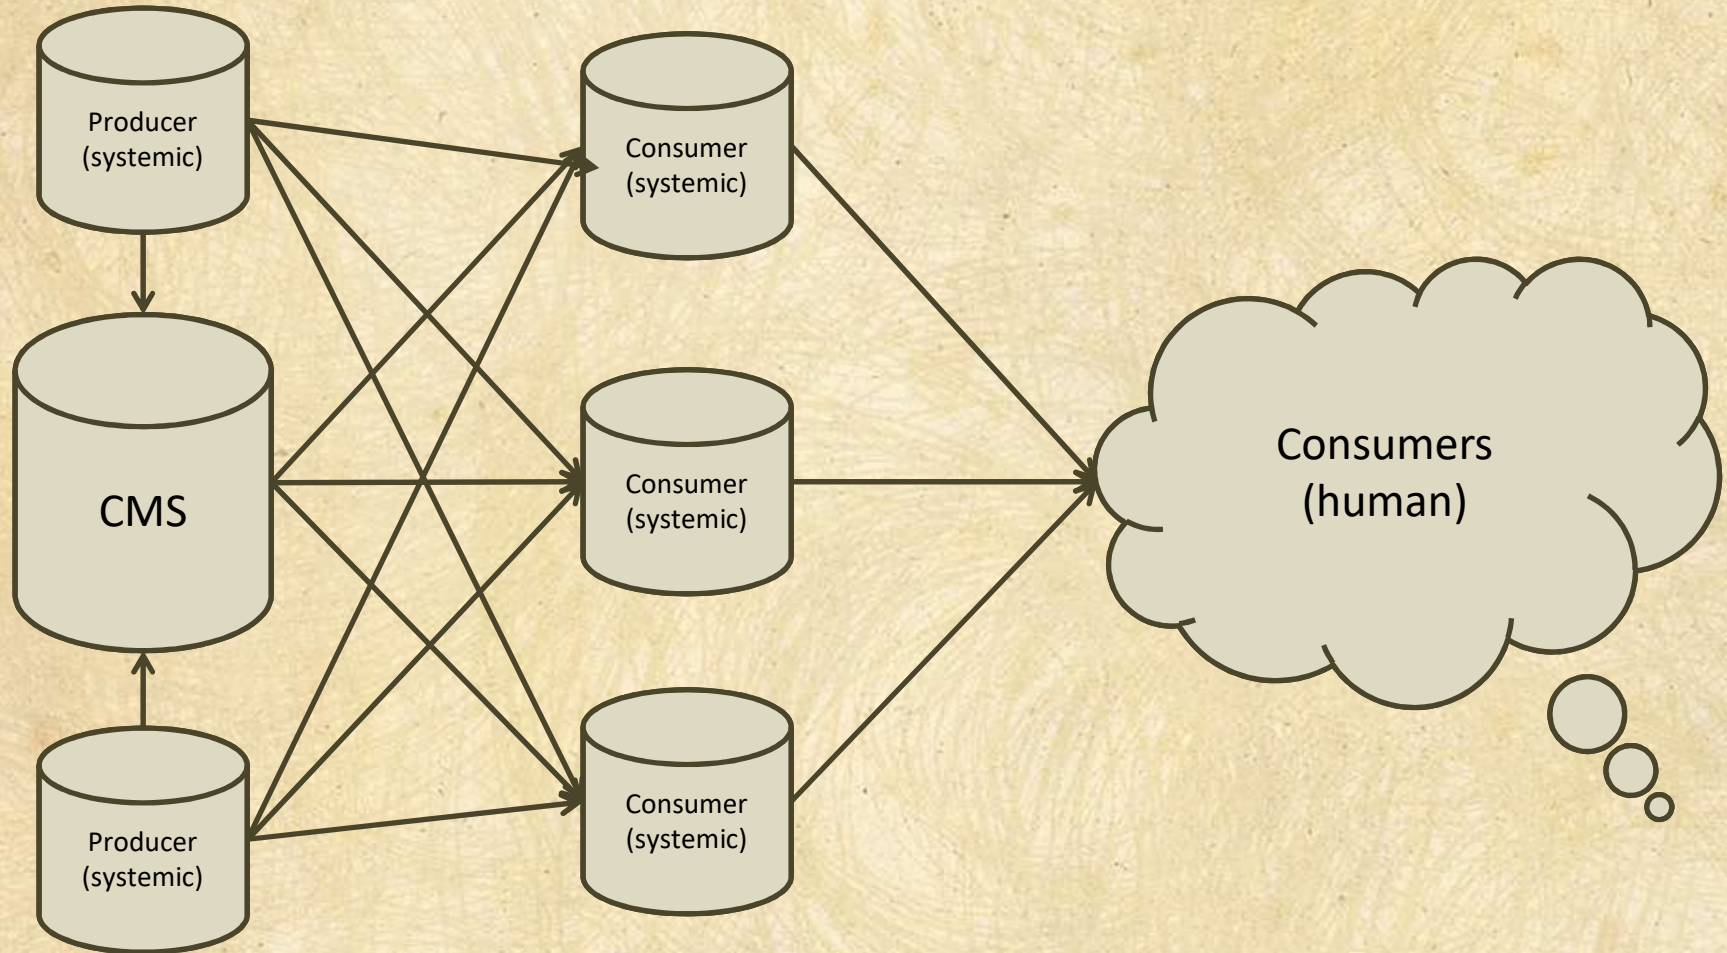 Producer
(systemic)
Consumer
(systemic)
CMS
Consumer
(systemic)
Consumers
(human)
Producer
(systemic)
Consumer
(systemic)